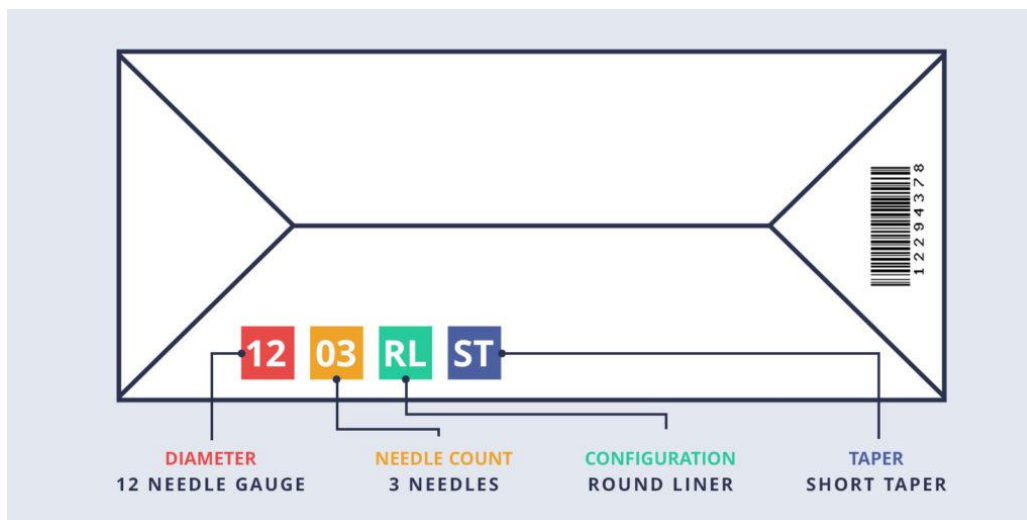 12294378
12 03 RL ST
DIAMETER NEEDLE COUNT CONFIGURATION TAPER
12 NEEDLE GAUGE 3 NEEDLES ROUND LINER SHORT TAPER